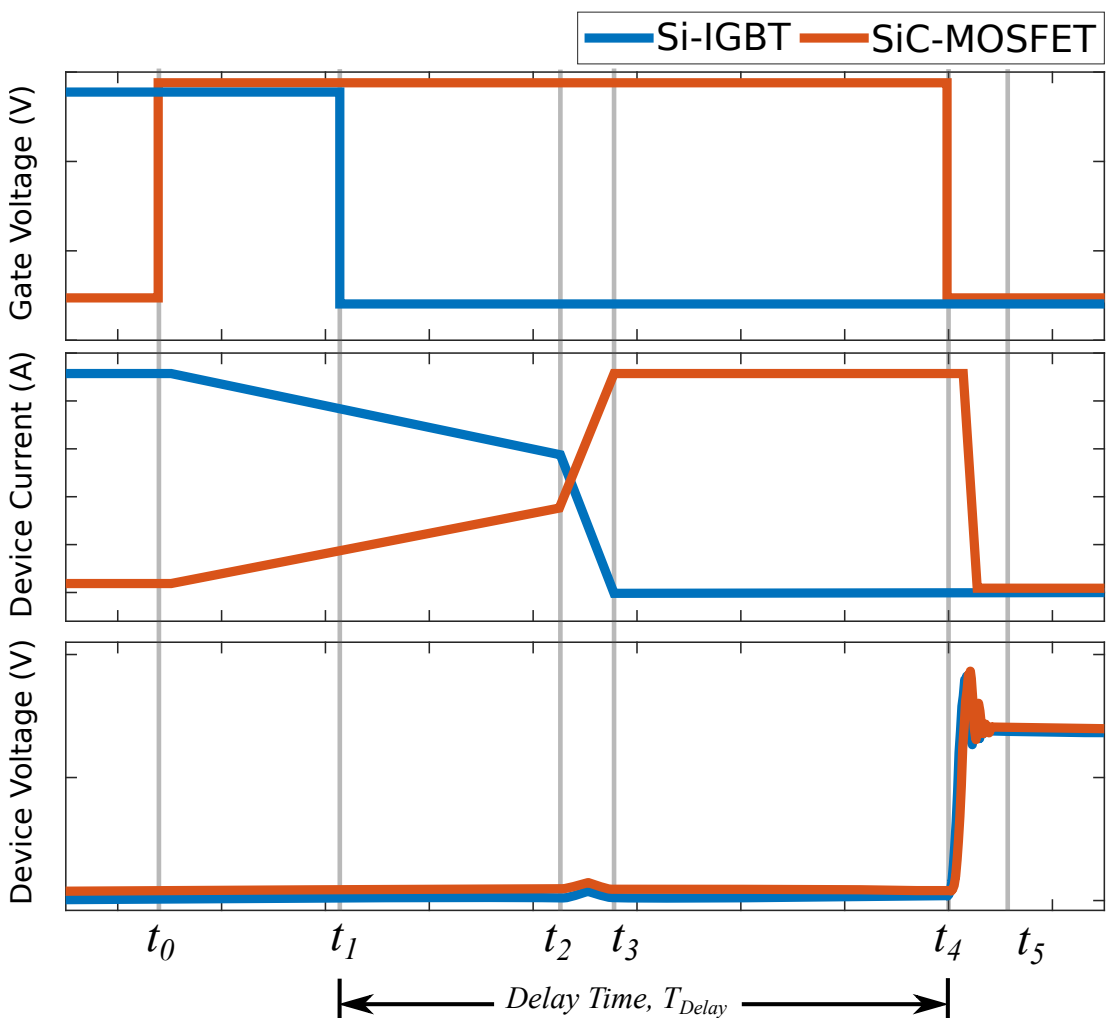 Si-IGBT SiC-MOSFET
Gate Voltage (V)
Device Current (A)
Device Voltage (V)
t0 t1 t2 t3 t4 t5
Delay Time, TDelay